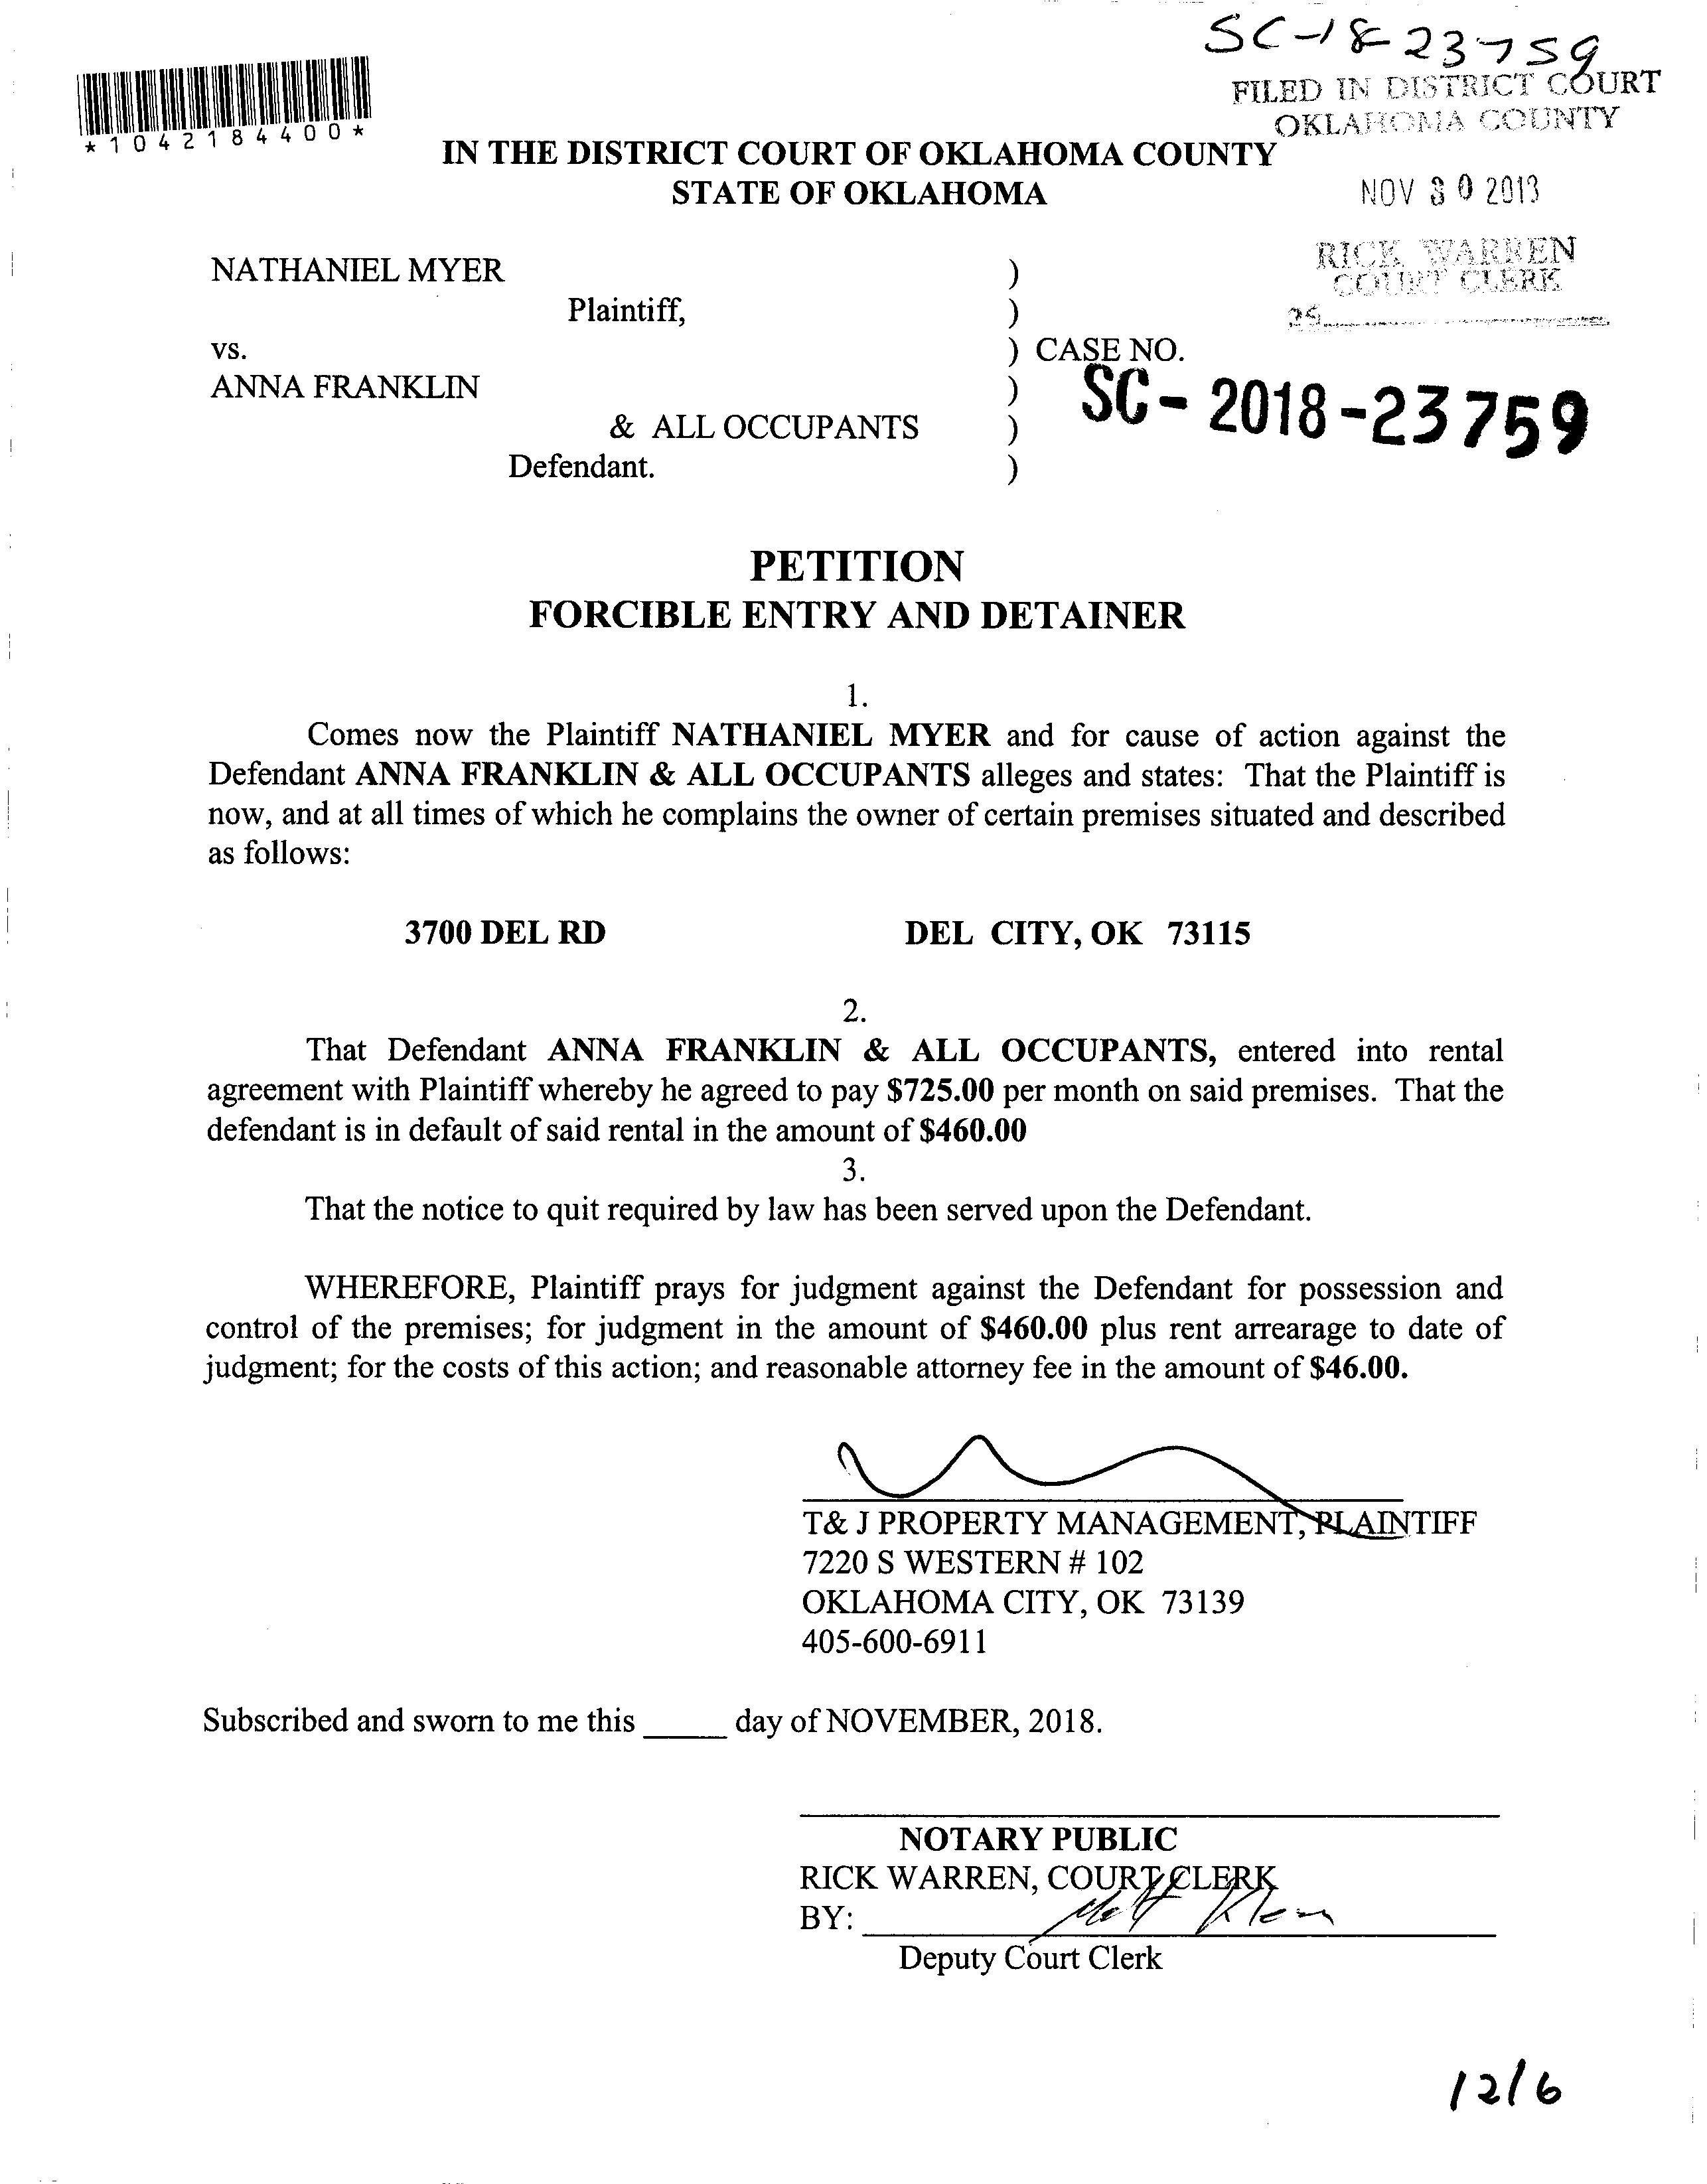 SC-18-23759
FILED IN DISTRICT COURT
OKLAHOMA COUNTY
*1042184400*
IN THE DISTRICT COURT OF OKLAHOMA COUNTY
STATE OF OKLAHOMA
NOV 30 2018
RICK WARREN
COURT CLERK
NATHANIEL MYER )
Plaintiff, )
vs. ) CASE NO.
ANNA FRANKLIN ) SC-2018-23759
& ALL OCCUPANTS )
Defendant. )
PETITION
FORCIBLE ENTRY AND DETAINER
1.
Comes now the Plaintiff NATHANIEL MYER and for cause of action against the
Defendant ANNA FRANKLIN & ALL OCCUPANTS alleges and states: That the Plaintiff is
now, and at all times of which he complains the owner of certain premises situated and described
as follows:
3700 DEL RD DEL CITY, OK 73115
2.
That Defendant ANNA FRANKLIN & ALL OCCUPANTS, entered into rental
agreement with Plaintiff whereby he agreed to pay $725.00 per month on said premises. That the
defendant is in default of said rental in the amount of $460.00
3.
That the notice to quit required by law has been served upon the Defendant.
WHEREFORE, Plaintiff prays for judgment against the Defendant for possession and
control of the premises; for judgment in the amount of $460.00 plus rent arrearage to date of
judgment; for the costs of this action; and reasonable attorney fee in the amount of $46.00.
T& J PROPERTY MANAGEMENT, PLAINTIFF
7220 S WESTERN # 102
OKLAHOMA CITY, OK 73139
405-600-6911
Subscribed and sworn to me this _____ day of NOVEMBER, 2018.
NOTARY PUBLIC
RICK WARREN, COURT CLERK
BY:
Deputy Court Clerk
12/6